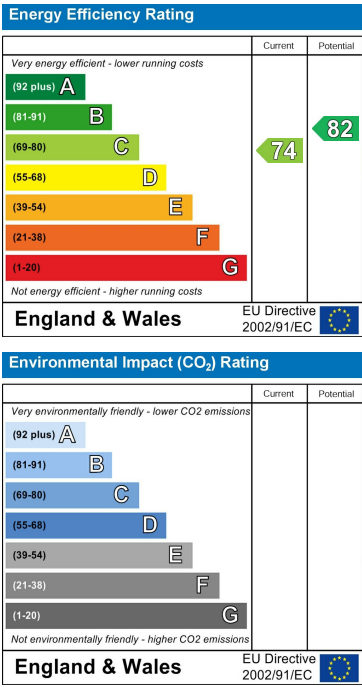 Energy Efficiency Rating
Current Potential
Very energy efficient - lower running costs
(92 plus) A
(81-91) B
(69-80) C
(55-68) D
(39-54) E
(21-38) F
(1-20) G
74
82
Not energy efficient - higher running costs
England & Wales
EU Directive
2002/91/EC
Environmental Impact (CO₂) Rating
Current Potential
Very environmentally friendly - lower CO2 emissions
(92 plus) A
(81-91) B
(69-80) C
(55-68) D
(39-54) E
(21-38) F
(1-20) G
Not environmentally friendly - higher CO2 emissions
England & Wales
EU Directive
2002/91/EC